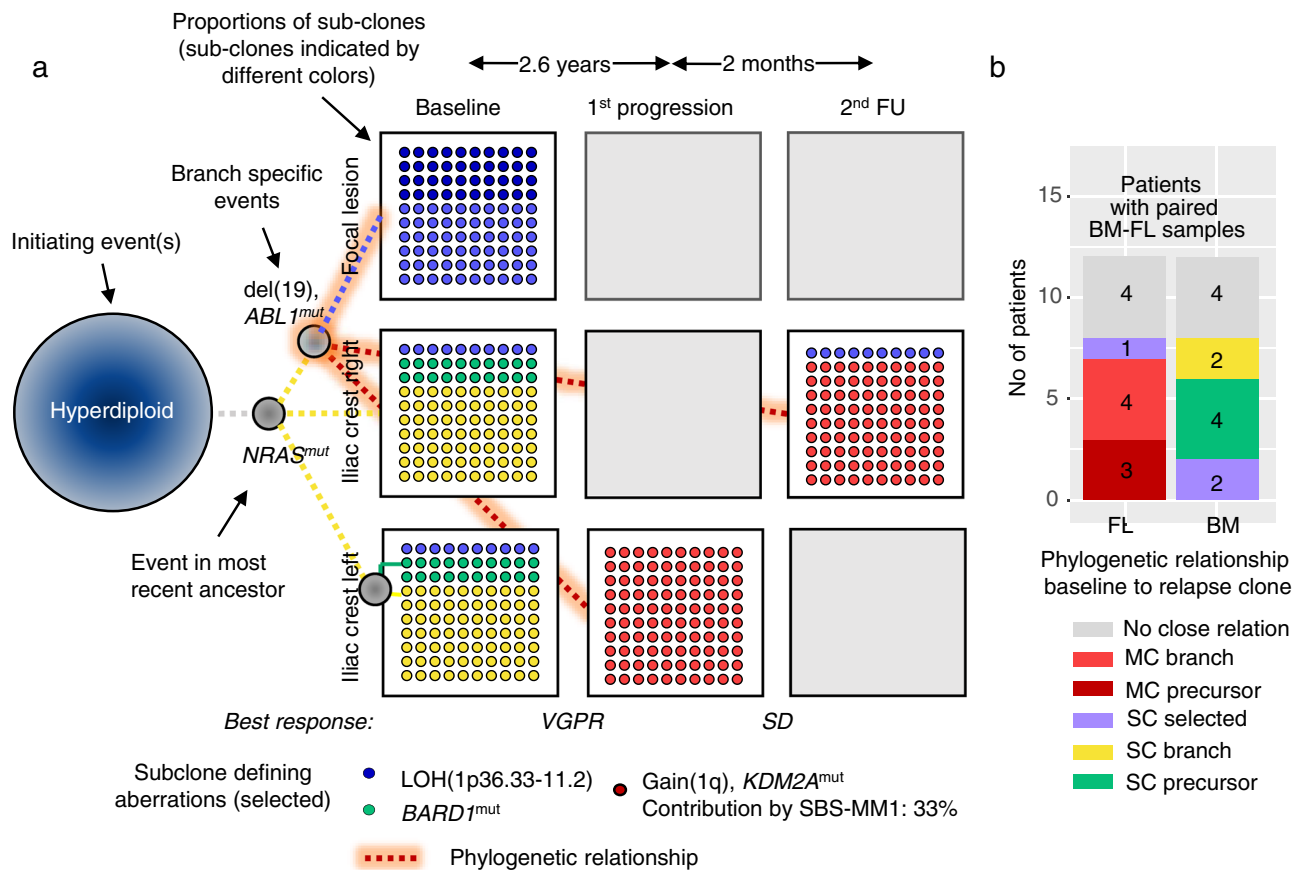 a
Proportions of sub-clones
(sub-clones indicated by
different colors)
2.6 years
2 months
Baseline
1st progression
2nd FU
Branch specific
events
Initiating event(s)
del(19),
ABL1mut
Hyperdiploid
NRASmut
Event in most
recent ancestor
Focal lesion
Iliac crest right
Iliac crest left
Best response:
VGPR
SD
Subclone defining
aberrations (selected)
LOH(1p36.33-11.2)
BARD1mut
Gain(1q), KDM2Amut
Contribution by SBS-MM1: 33%
Phylogenetic relationship
b
Patients
with paired
BM-FL samples
No of patients
15
10
5
0
4
1
4
3
4
2
4
2
FL
BM
Phylogenetic relationship
baseline to relapse clone
No close relation
MC branch
MC precursor
SC selected
SC branch
SC precursor